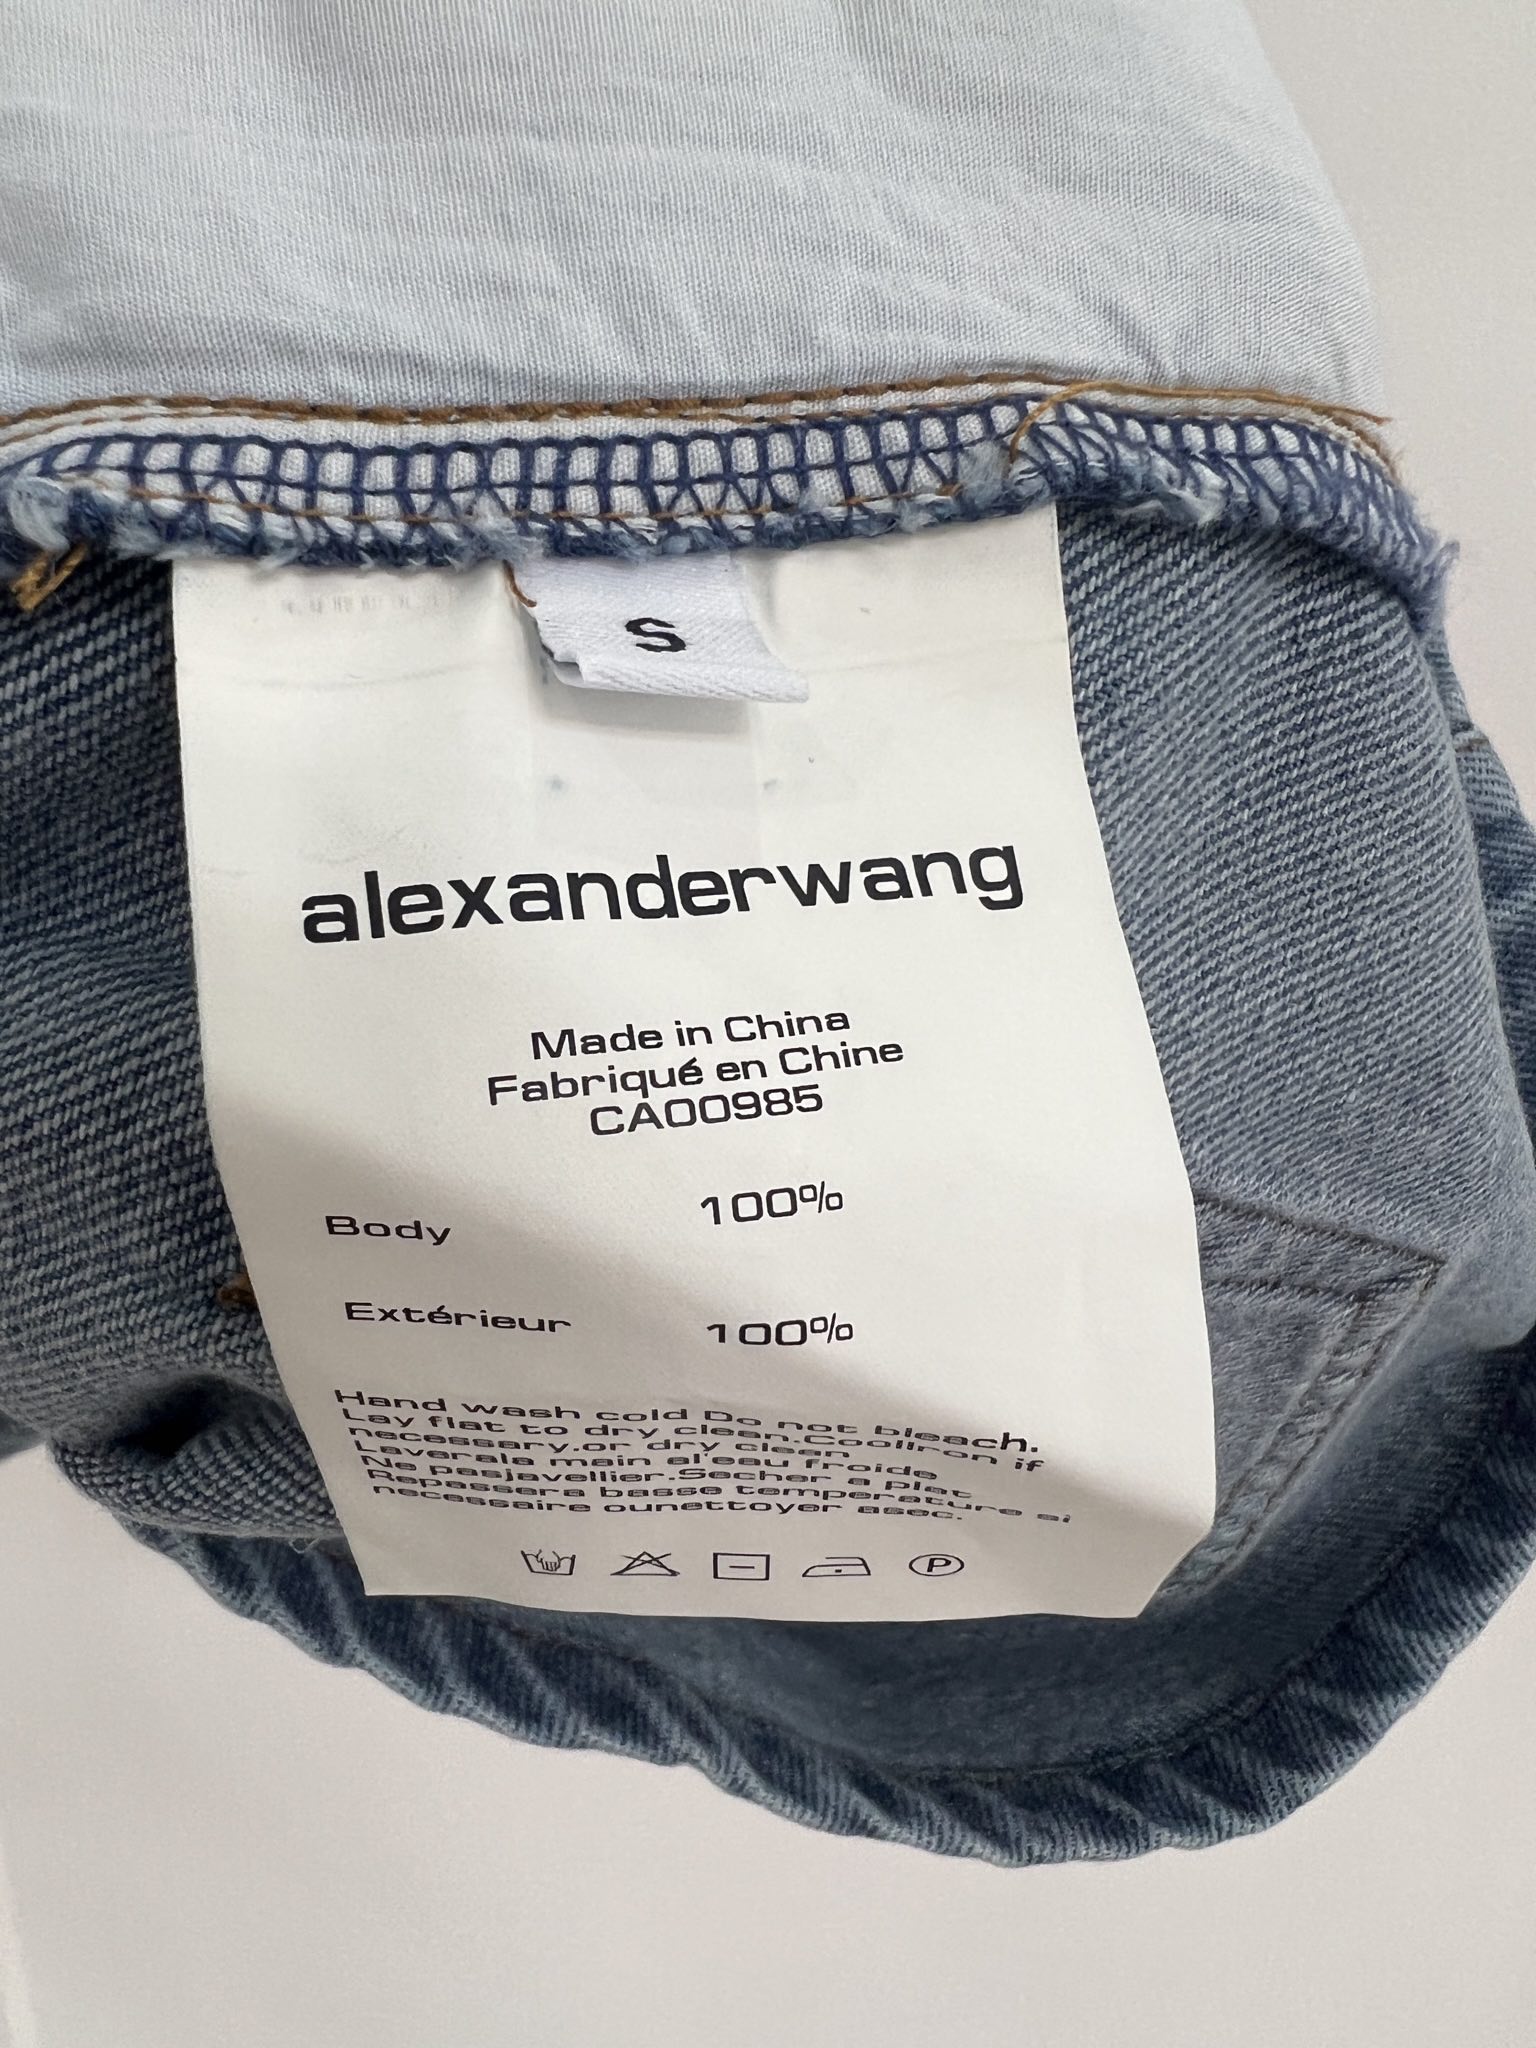 S
alexanderwang
Made in China
Fabriqué en Chine
CA00985
Body 100%
Extérieur 100%
Hand wash cold Do not bleach.
Lay flat to dry clean.CoolIron if
necessary.or dry clean
Lavarala main al'eau froide
Ne pasjavellier.Secher a plat
Repassera basse temperature si
necessaire ounettoyer asec.
P